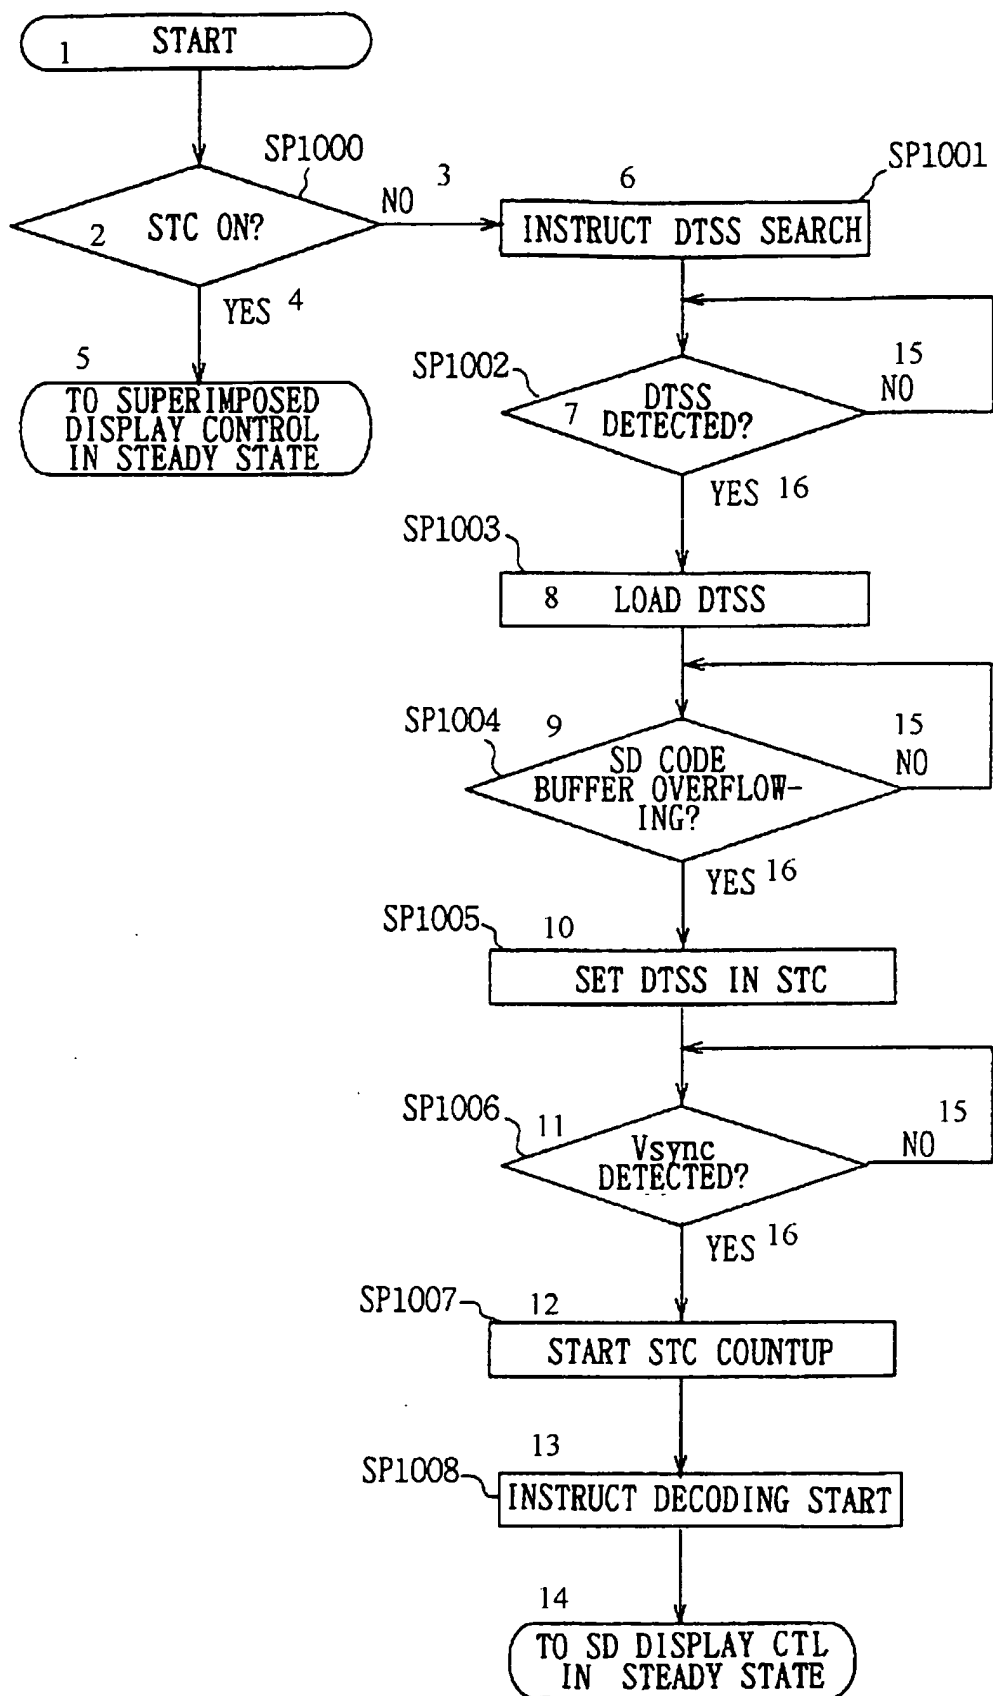 1 START
SP1000
2 STC ON?
NO 3
YES 4
5
TO SUPERIMPOSED
DISPLAY CONTROL
IN STEADY STATE
6
SP1001
INSTRUCT DTSS SEARCH
SP1002
7 DTSS
DETECTED?
15
NO
YES 16
SP1003
8 LOAD DTSS
SP1004
9
SD CODE
BUFFER OVERFLOW-
ING?
15
NO
YES 16
SP1005
10
SET DTSS IN STC
SP1006
11
Vsync
DETECTED?
15
NO
YES 16
SP1007
12
START STC COUNTUP
13
SP1008
INSTRUCT DECODING START
14
TO SD DISPLAY CTL
IN STEADY STATE